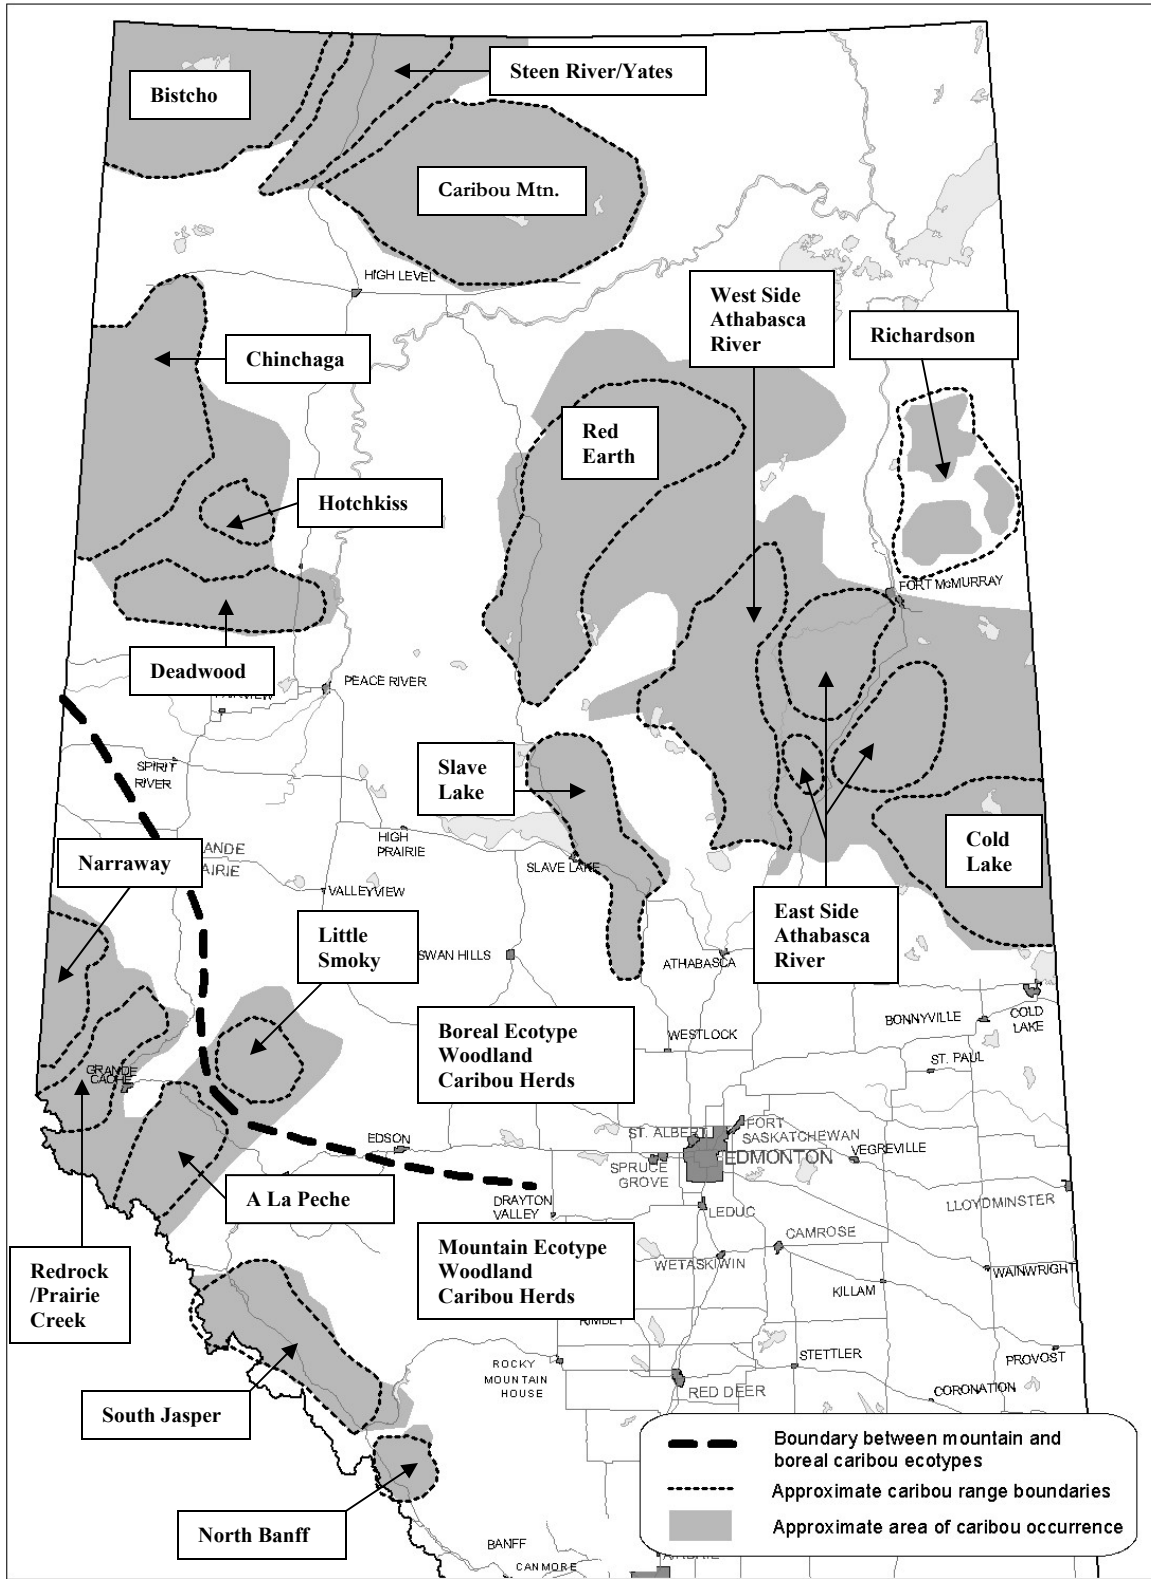 Steen River/Yates
Bistcho
Caribou Mtn.
HIGH LEVEL
West Side
Athabasca
River
Richardson
Chinchaga
Red
Earth
Hotchkiss
FORT McMURRAY
Deadwood
PEACE RIVER
Slave
Lake
SPIRIT
RIVER
HIGH
PRAIRIE
Cold
Lake
Narraway
SLAVE LAKE
VALLEYVIEW
East Side
Athabasca
River
Little
Smoky
SWAN HILLS
ATHABASCA
BONNYVILLE
COLD
LAKE
Boreal Ecotype
Woodland
Caribou Herds
WESTLOCK
ST. PAUL
GRANDE
CACHE
EDSON
ST. ALBERT
FORT
SASKATCHEWAN
SPRUCE
GROVE
EDMONTON
VEGREVILLE
A La Peche
DRAYTON
VALLEY
LEDUC
LLOYDMINSTER
Redrock
/Prairie
Creek
Mountain Ecotype
Woodland
Caribou Herds
CAMROSE
WETASKIWIN
WAINWRIGHT
KILLAM
ROCKY
MOUNTAIN
HOUSE
STETTLER
PROVOST
RED DEER
CORONATION
South Jasper
North Banff
BANFF
CANMORE
Boundary between mountain and
boreal caribou ecotypes
Approximate caribou range boundaries
Approximate area of caribou occurrence